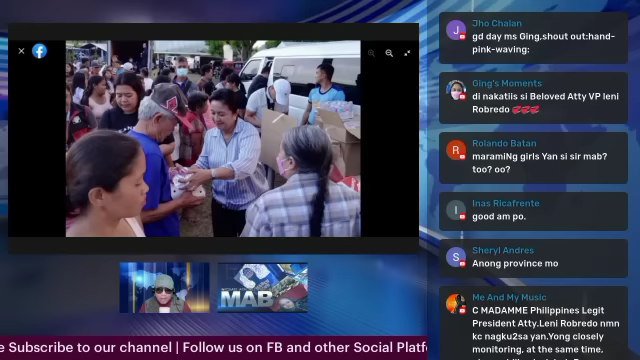 Jho Chalan
gd day ms Ging,shout out:hand-
pink-waving:
Ging's Moments
di nakatiis si Beloved Atty VP leni
Robredo
Rolando Batan
maramiNg girls Yan si sir mab?
too? oo?
Inas Ricafrente
good am po.
Sheryl Andres
Anong province mo
Me And My Music
C MADAMME Philippines Legit
President Atty.Leni Robredo nmn
kc nagku2sa yan.Yong closely
monitoring, at the same time,
MAB
e Subscribe to our channel | Follow us on FB and other Social Platf